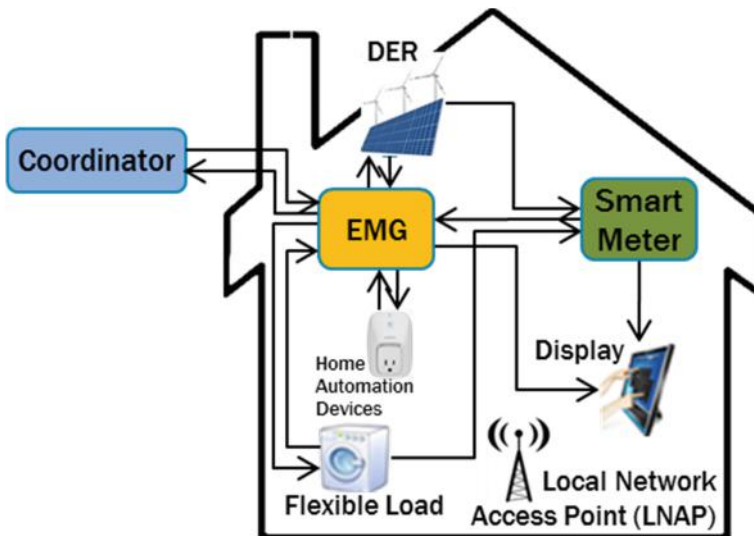 DER
Coordinator
EMG
Smart
Meter
Home
Automation
Devices
Display
Flexible Load
Local Network
Access Point (LNAP)